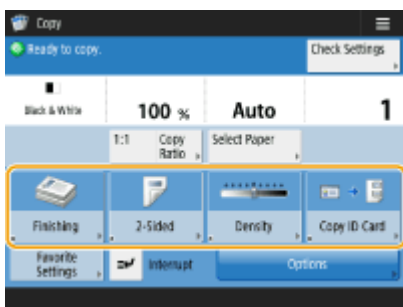 Copy
Ready to copy.
Check Settings
Black & White
100 %
Auto
1
1:1
Copy
Ratio
Select Paper
Finishing
2-Sided
Density
Copy ID Card
Favorite
Settings
Interrupt
Options